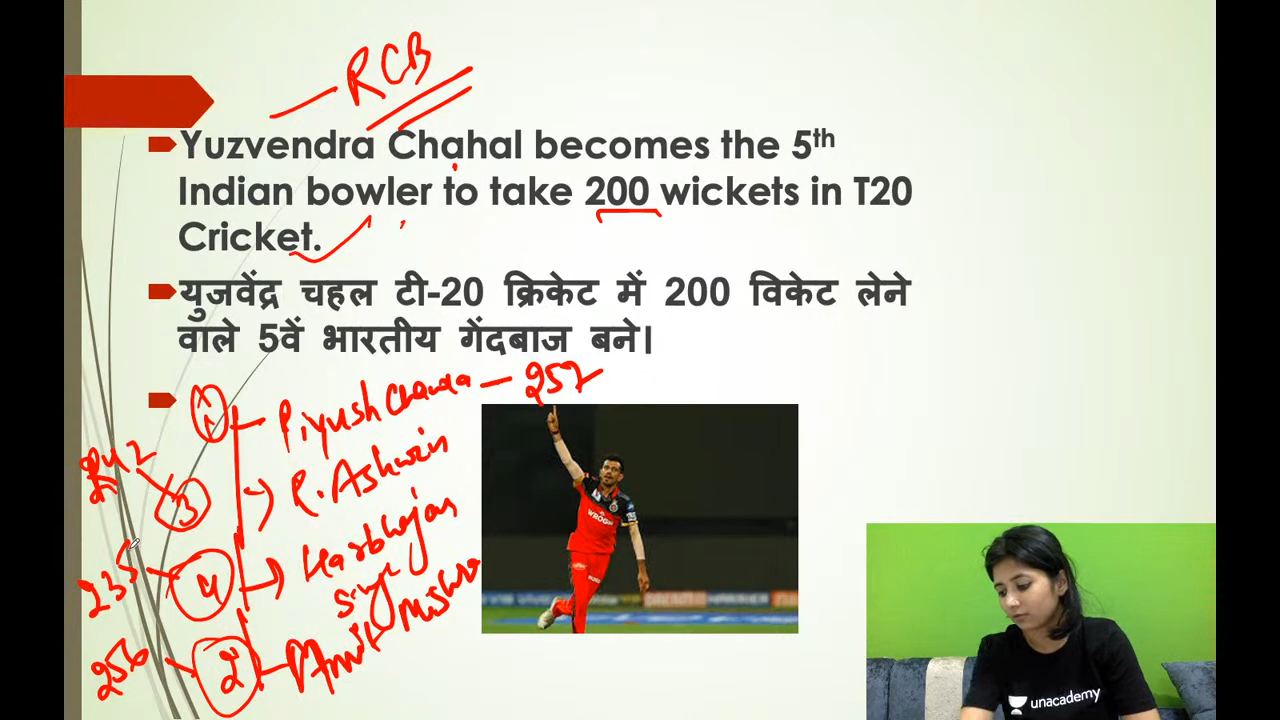 RCB
Yuzvendra Chahal becomes the 5th
Indian bowler to take 200 wickets in T20
Cricket.
युजवेंद्र चहल टी-20 क्रिकेट में 200 विकेट लेने
वाले 5वें भारतीय गेंदबाज बने।
Piyush Chawla - 257
242 3 R. Ashwin
235 4 Harbhajan
Singh
256 2 Amit Mishra
WROGN
unacademy